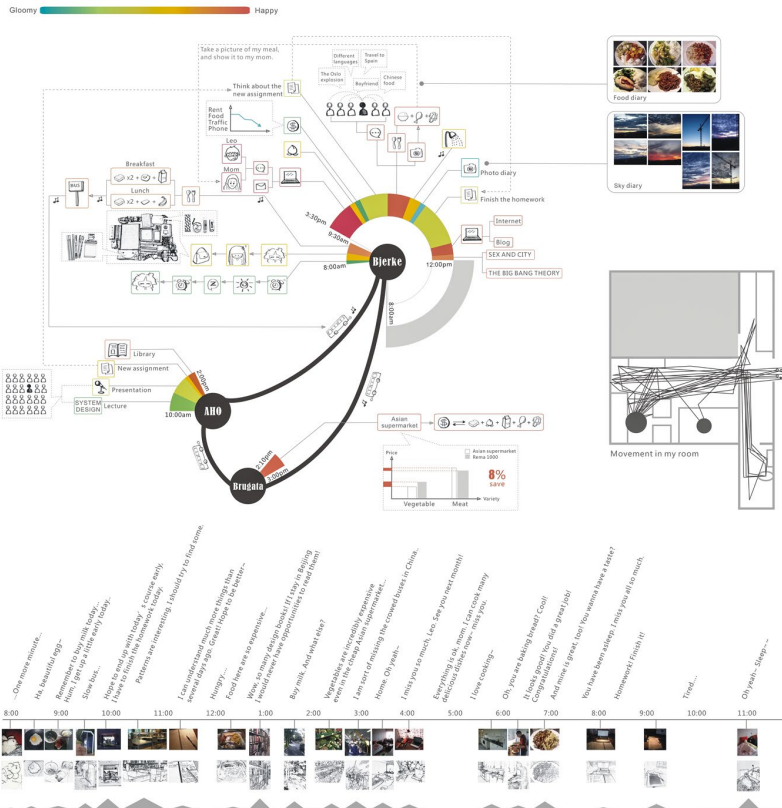 Gloomy
Happy
Take a picture of my meal,
and show it to my mom.
Different
languages
Travel to
Spain
The Oslo
explosion
Boyfriend
Chinese
food
Think about the
new assignment
Food diary
Rent
Food
Traffic
Phone
Leo
Mom
Photo diary
Sky diary
Finish the homework
Breakfast
x2 +
Lunch
x2 +
BUS
3:30pm
9:30am
8:00am
Bjerke
12:00pm
8:00am
Internet
Blog
SEX AND CITY
THE BIG BANG THEORY
Library
New assignment
Presentation
SYSTEM
DESIGN
Lecture
2:00pm
10:00am
AHO
Asian
supermarket
2:10pm
3:00pm
Brugata
Price
Asian supermarket
Rema 1000
8%
save
Vegetable
Meat
Variety
Movement in my room
...One more minute...
Ha, beautiful egg~
Remember to buy milk today...
Hum, I get up a little early today...
Slow bus...
Hope to end up with today's course early,
I have to finish the homework today.
Patterns are interesting, I should try to find some.
I can understand much more things than
several days ago. Great! Hope to be better~
Hungry...
Food here are so expensive...
Wow, so many design books! If I stay in Beijing
I would never have opportunities to read them!
Buy milk. And what else?
Vegetables are incredibly expensive
even in the cheap Asian supermarket...
I am sort of missing the crowed buses in China.
Home. Oh yeah~
I miss you so much, Leo. See you next month!
Everything is ok, mom, I can cook many
delicious dishes now~ miss you.
I love cooking~
Oh, you are baking bread? Cool!
It looks good! You did a great job!
Congratulations!
And mine is great, too! You wanna have a taste?
You have been asleep. I miss you all so much.
Homework! Finish it!
Tired...
Oh yeah~ Sleep~~
8:00
9:00
10:00
11:00
12:00
1:00
2:00
3:00
4:00
5:00
6:00
7:00
8:00
9:00
10:00
11:00